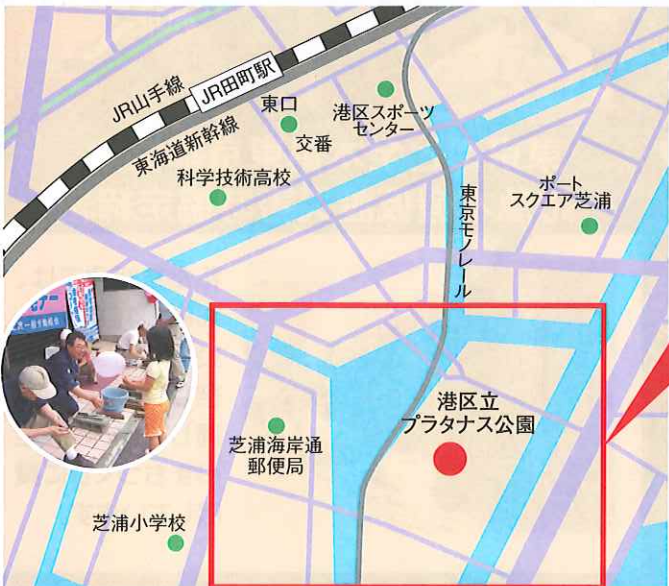 JR山手線
JR田町駅
東海道新幹線
東口
交番
港区スポーツ
センター
科学技術高校
ポート
スクエア芝浦
東京モノレール
港区立
プラタナス公園
芝浦海岸通
郵便局
芝浦小学校